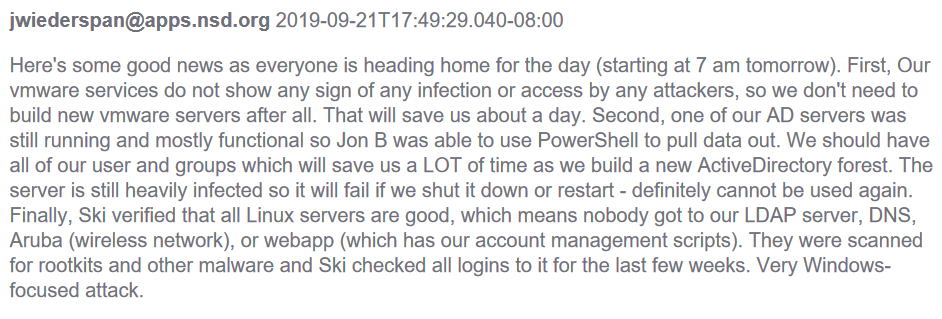 jwiederspan@apps.nsd.org 2019-09-21T17:49:29.040-08:00
Here's some good news as everyone is heading home for the day (starting at 7 am tomorrow). First, Our
vmware services do not show any sign of any infection or access by any attackers, so we don't need to
build new vmware servers after all. That will save us about a day. Second, one of our AD servers was
still running and mostly functional so Jon B was able to use PowerShell to pull data out. We should have
all of our user and groups which will save us a LOT of time as we build a new ActiveDirectory forest. The
server is still heavily infected so it will fail if we shut it down or restart - definitely cannot be used again.
Finally, Ski verified that all Linux servers are good, which means nobody got to our LDAP server, DNS,
Aruba (wireless network), or webapp (which has our account management scripts). They were scanned
for rootkits and other malware and Ski checked all logins to it for the last few weeks. Very Windows-
focused attack.